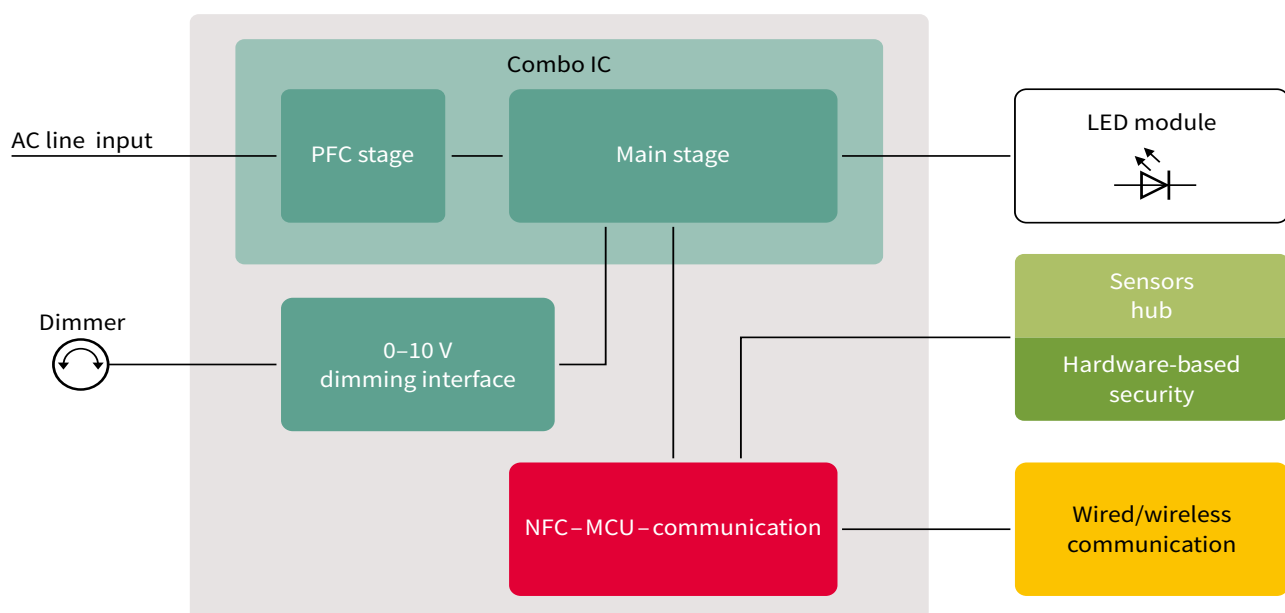 Combo IC
AC line input
PFC stage
Main stage
LED module
Sensors
hub
Dimmer
0–10 V
dimming interface
Hardware-based
security
NFC–MCU–communication
Wired/wireless
communication